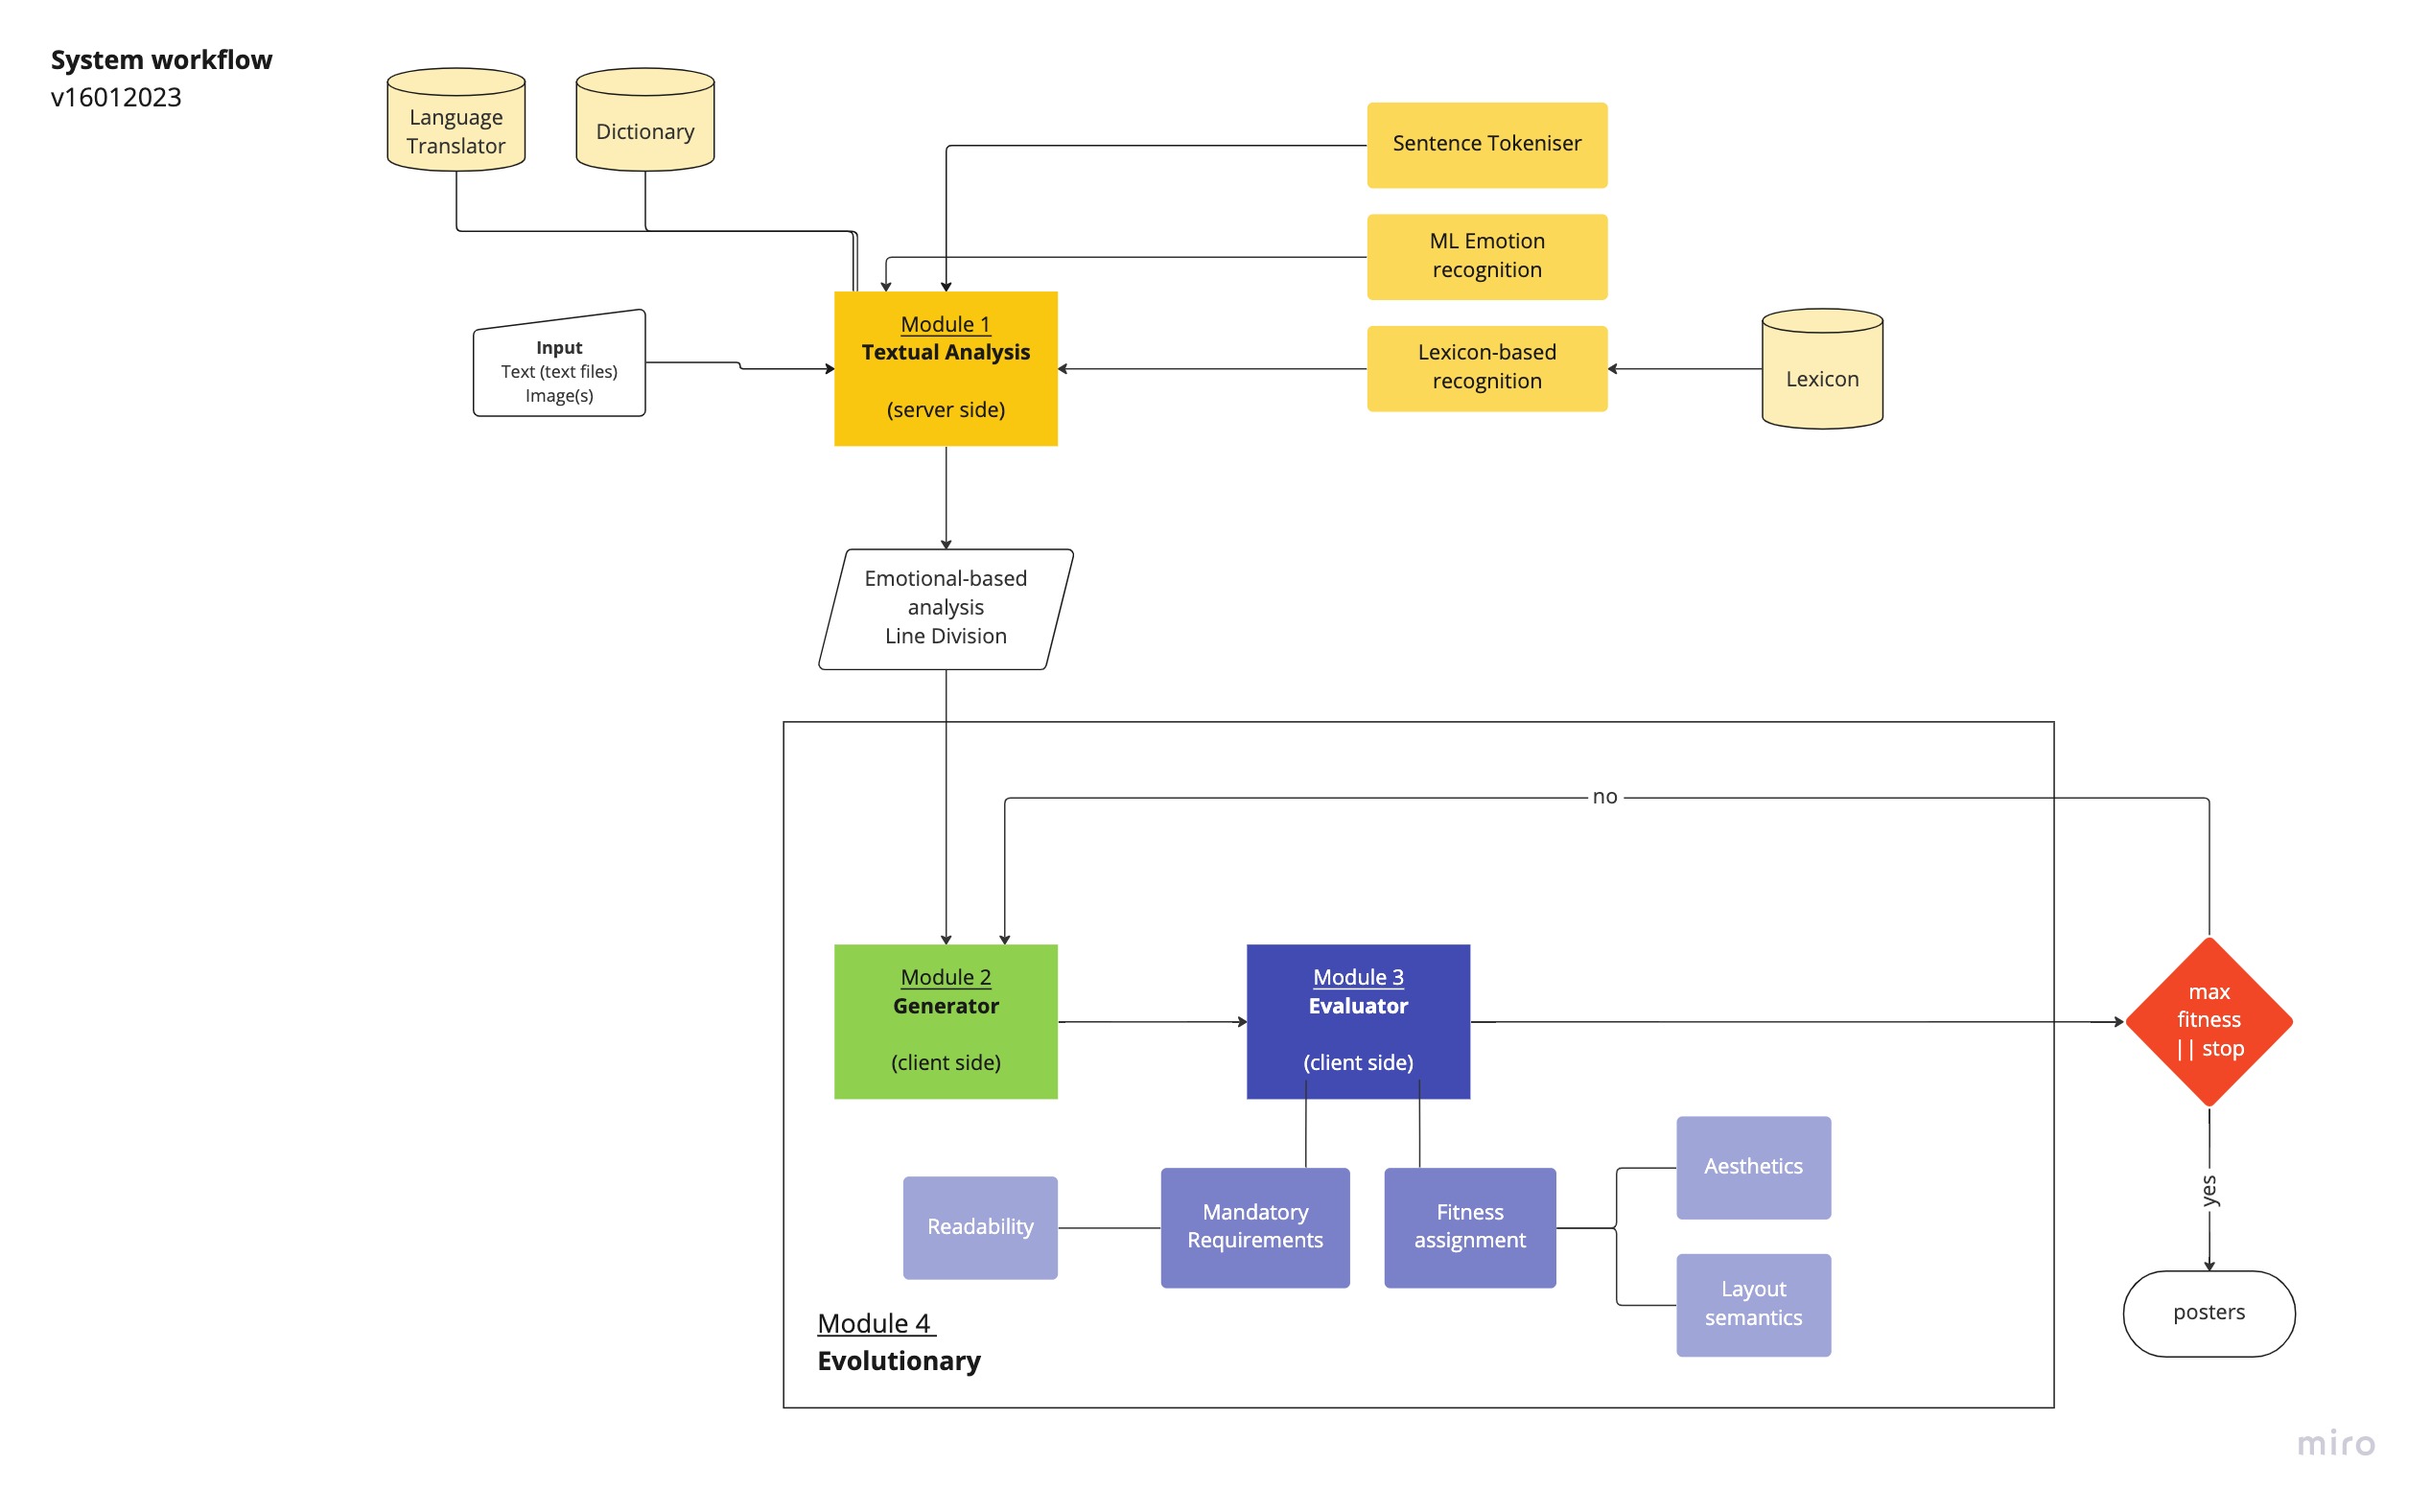 System workflow
v16012023
Language
Translator
Dictionary
Sentence Tokeniser
ML Emotion
recognition
Input
Text (text files)
Image(s)
Module 1
Textual Analysis
(server side)
Lexicon-based
recognition
Lexicon
Emotional-based
analysis
Line Division
no
Module 2
Generator
(client side)
Module 3
Evaluator
(client side)
max
fitness
|| stop
Readability
Mandatory
Requirements
Fitness
assignment
Aesthetics
Layout
semantics
yes
posters
Module 4
Evolutionary
miro